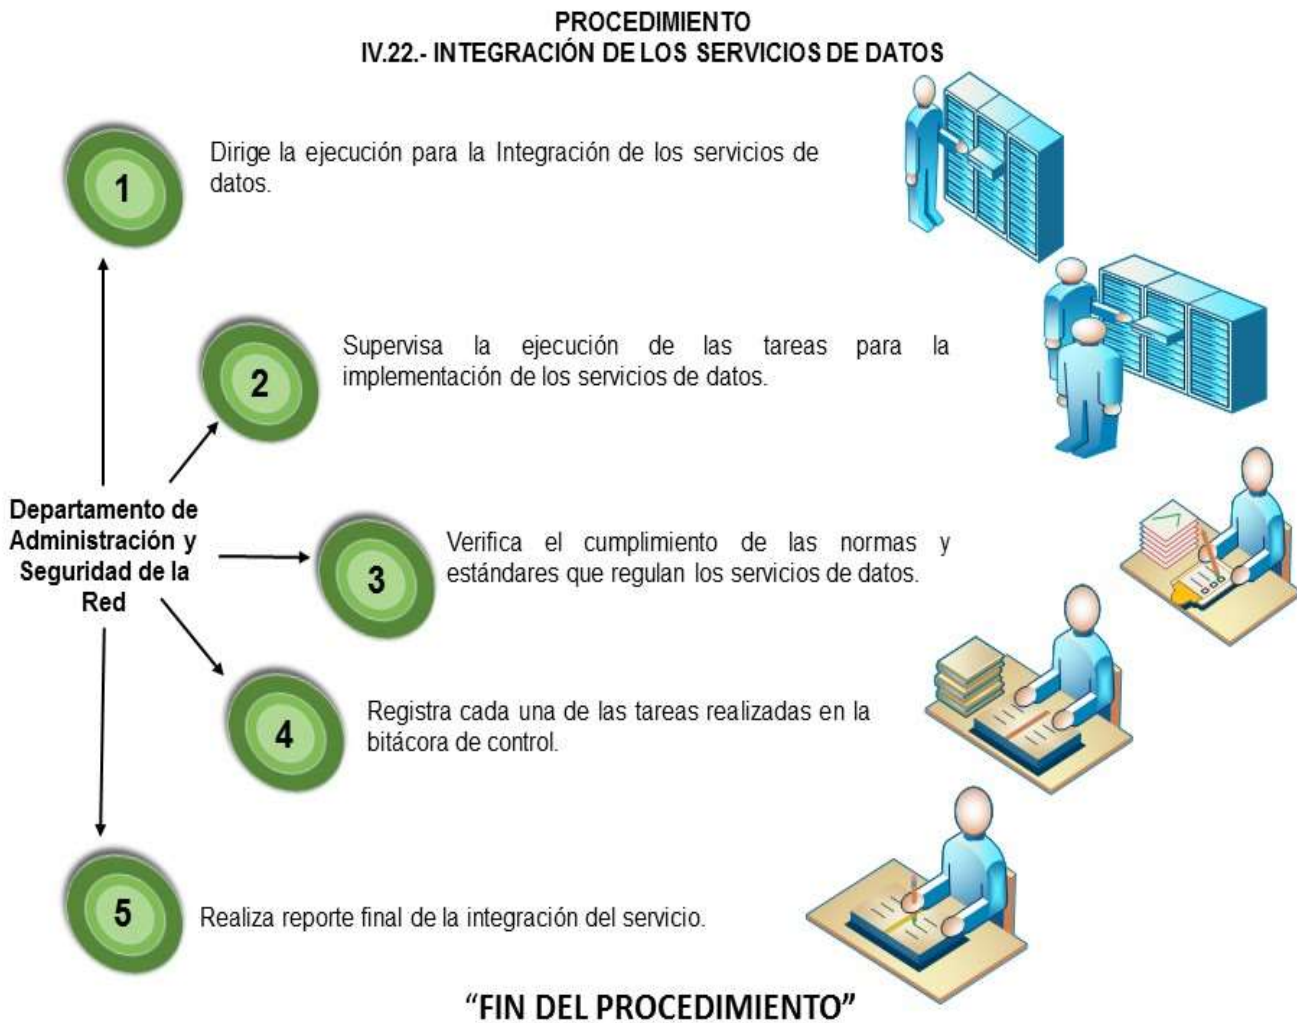 PROCEDIMIENTO
IV.22.- INTEGRACIÓN DE LOS SERVICIOS DE DATOS
1
Dirige la ejecución para la Integración de los servicios de
datos.
2
Supervisa la ejecución de las tareas para la
implementación de los servicios de datos.
Departamento de
Administración y
Seguridad de la
Red
3
Verifica el cumplimiento de las normas y
estándares que regulan los servicios de datos.
4
Registra cada una de las tareas realizadas en la
bitácora de control.
5
Realiza reporte final de la integración del servicio.
“FIN DEL PROCEDIMIENTO”